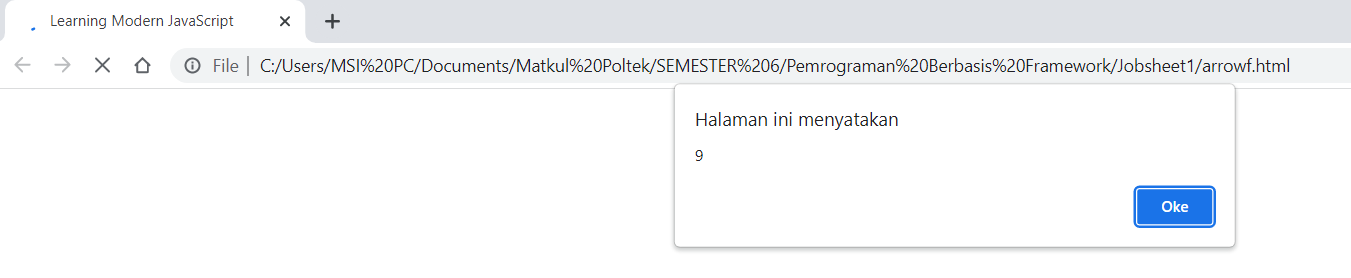 Learning Modern JavaScript
File | C:/Users/MSI%20PC/Documents/Matkul%20Poltek/SEMESTER%206/Pemrograman%20Berbasis%20Framework/Jobsheet1/arrowf.html
Halaman ini menyatakan
9
Oke